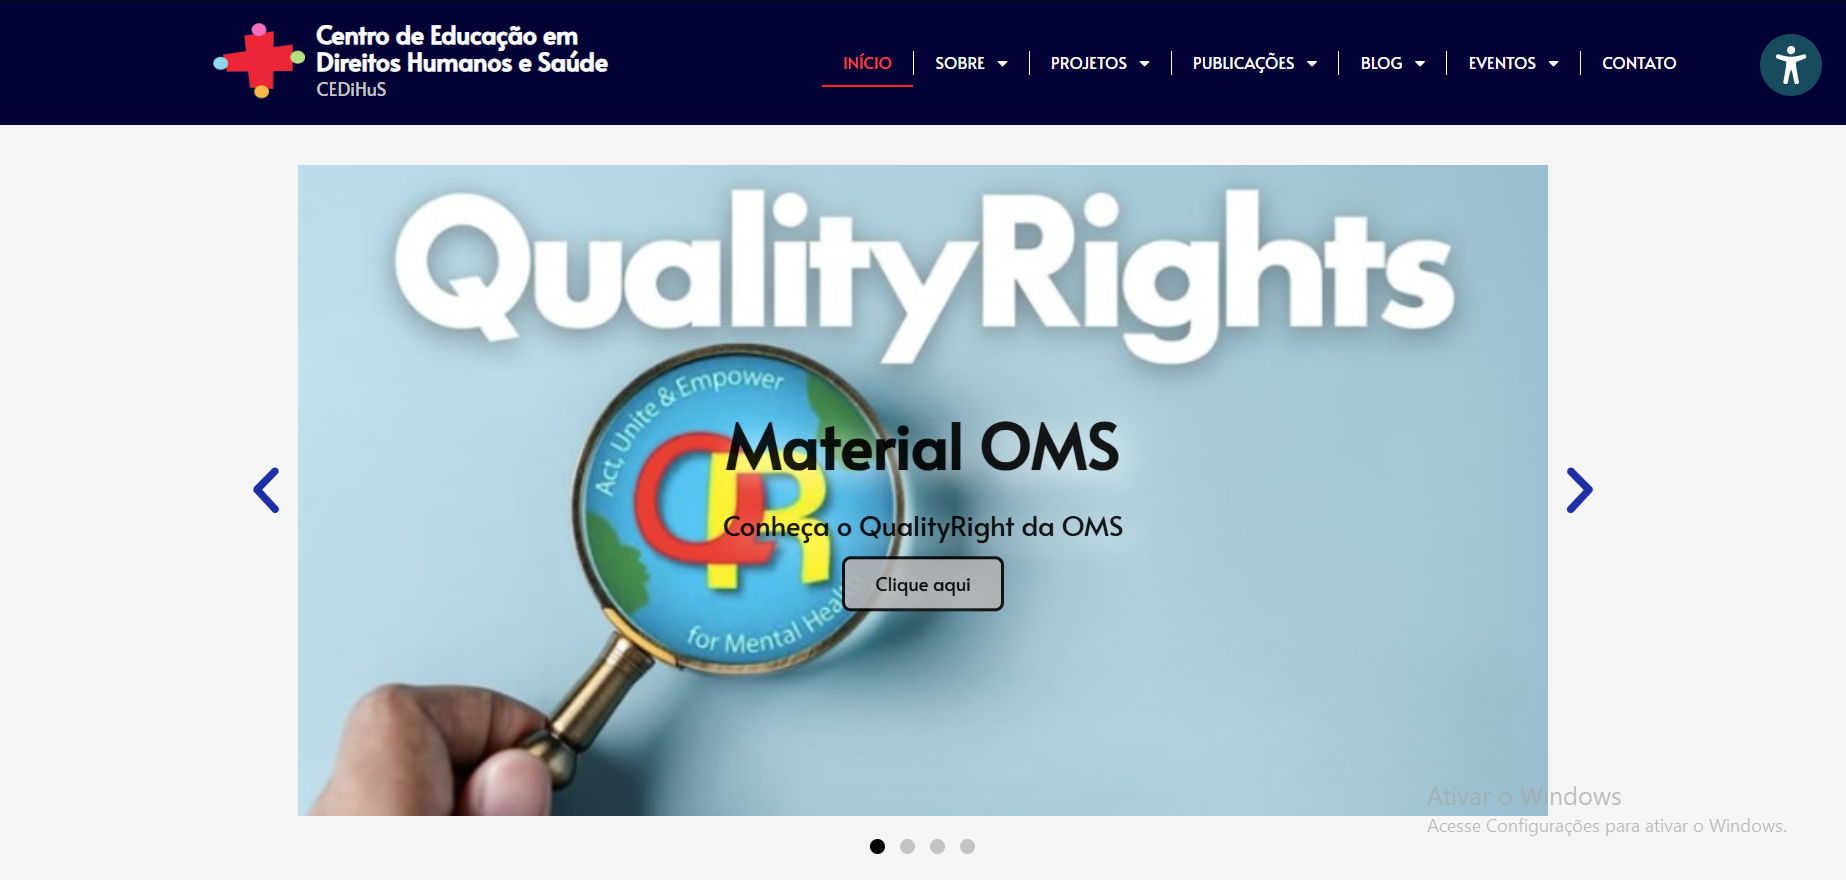 Centro de Educação em
Direitos Humanos e Saúde
CEDiHuS
INÍCIO
SOBRE
PROJETOS
PUBLICAÇÕES
BLOG
EVENTOS
CONTATO
QualityRights
Act, Unite & Empower
QR
for Mental Health
Material OMS
Conheça o QualityRight da OMS
Clique aqui
Ativar o Windows
Acesse Configurações para ativar o Windows.